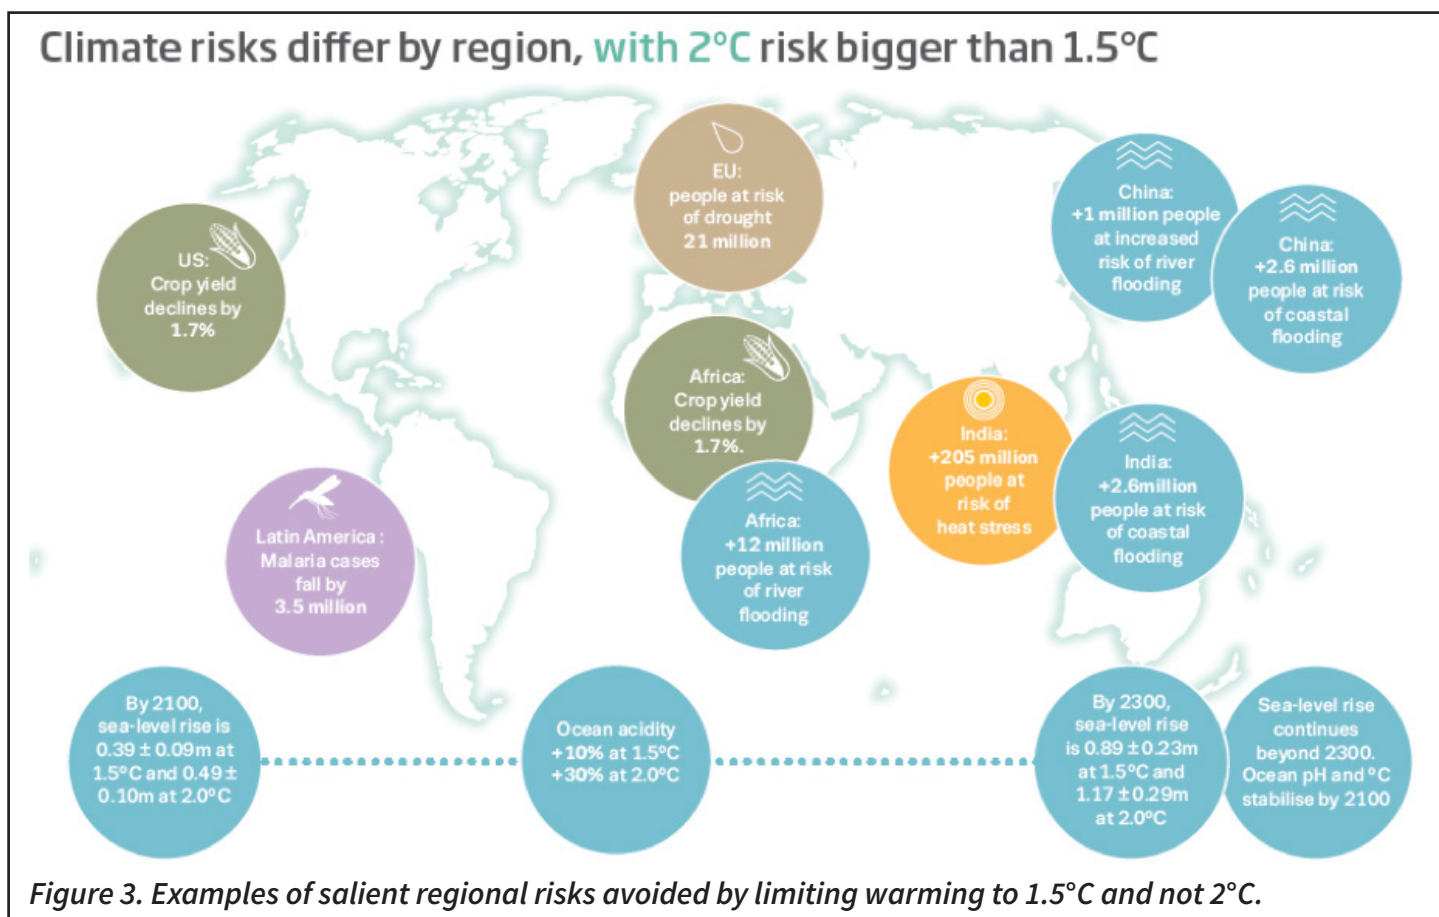 Climate risks differ by region, with 2°C risk bigger than 1.5°C
EU:
people at risk
of drought
21 million
China:
+1 million people
at increased
risk of river
flooding
China:
+2.6 million
people at risk
of coastal
flooding
US:
Crop yield
declines by
1.7%
Africa:
Crop yield
declines by
1.7%.
India:
+205 million
people at
risk of
heat stress
India:
+2.6million
people at risk
of coastal
flooding
Latin America :
Malaria cases
fall by
3.5 million
Africa:
+12 million
people at risk
of river
flooding
By 2100,
sea-level rise is
0.39 ± 0.09m at
1.5°C and 0.49 ±
0.10m at 2.0°C
Ocean acidity
+10% at 1.5°C
+30% at 2.0°C
By 2300,
sea-level rise
is 0.89 ± 0.23m
at 1.5°C and
1.17 ± 0.29m
at 2.0°C
Sea-level rise
continues
beyond 2300.
Ocean pH and °C
stabilise by 2100
Figure 3. Examples of salient regional risks avoided by limiting warming to 1.5°C and not 2°C.